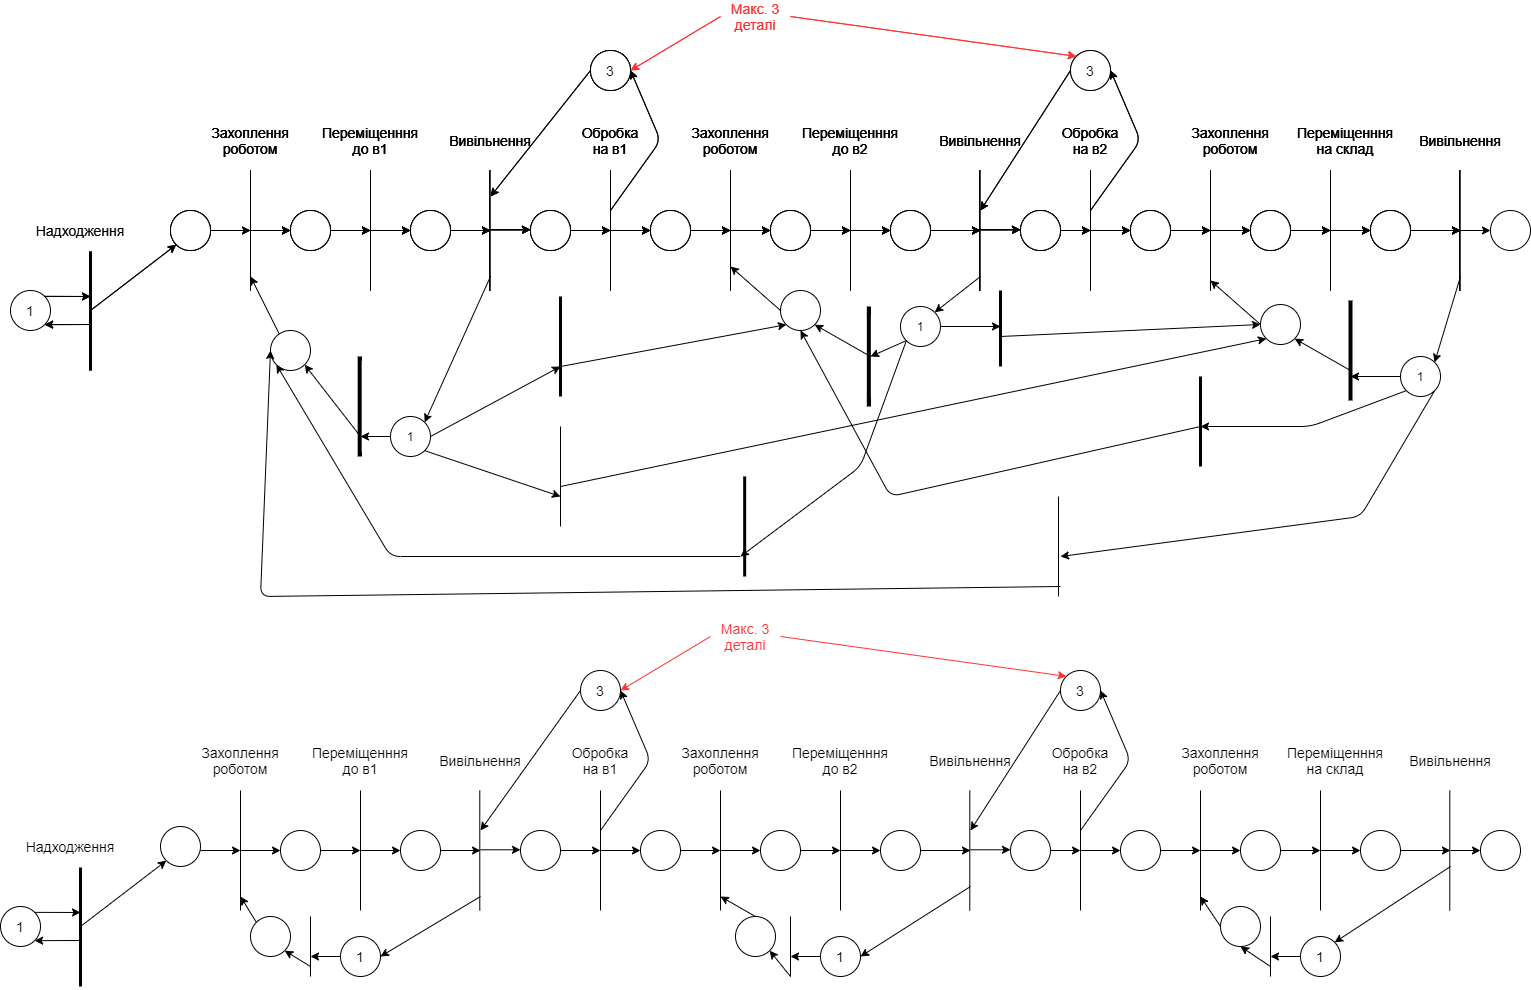 Макс. 3
деталі
3
3
Захоплення
роботом
Переміщенння
до в1
Вивільнення
Обробка
на в1
Захоплення
роботом
Переміщенння
до в2
Вивільнення
Обробка
на в2
Захоплення
роботом
Переміщенння
на склад
Вивільнення
Надходження
1
1
1
1
Макс. 3
деталі
3
3
Захоплення
роботом
Переміщенння
до в1
Вивільнення
Обробка
на в1
Захоплення
роботом
Переміщенння
до в2
Вивільнення
Обробка
на в2
Захоплення
роботом
Переміщенння
на склад
Вивільнення
Надходження
1
1
1
1